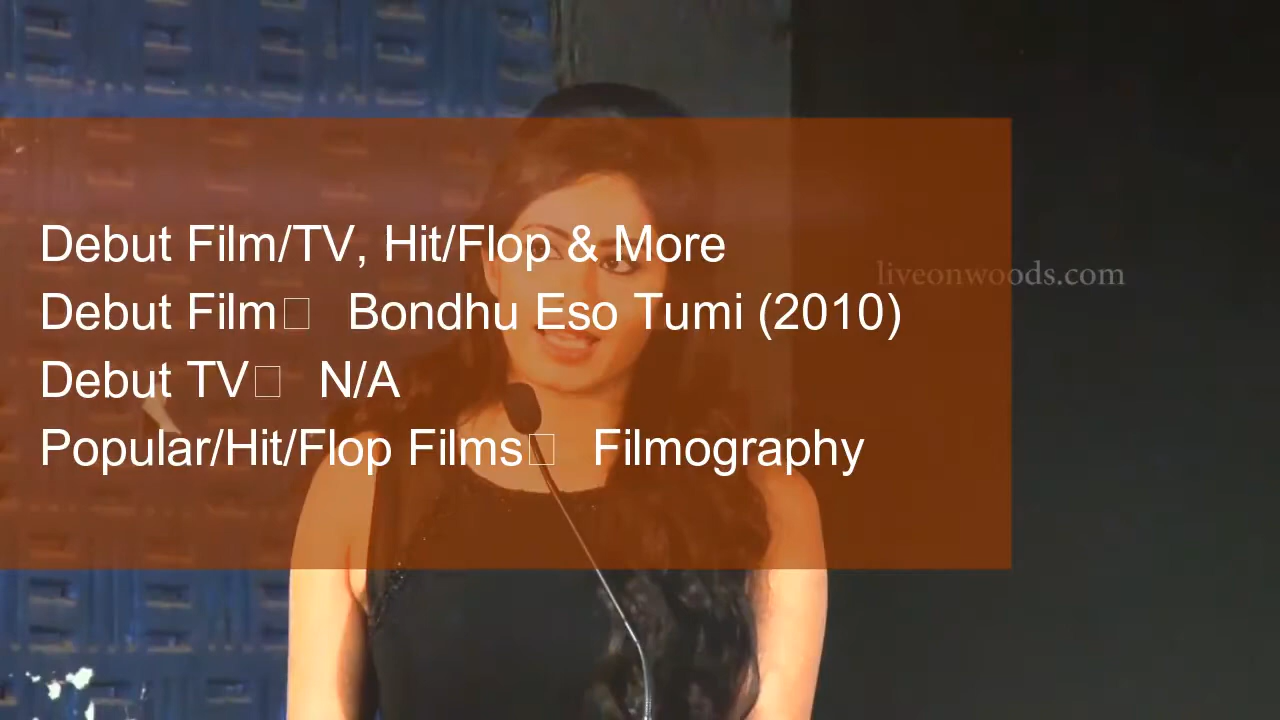 Debut Film/TV, Hit/Flop & More
liveonwoods.com
Debut Film□ Bondhu Eso Tumi (2010)
Debut TV□ N/A
Popular/Hit/Flop Films□ Filmography